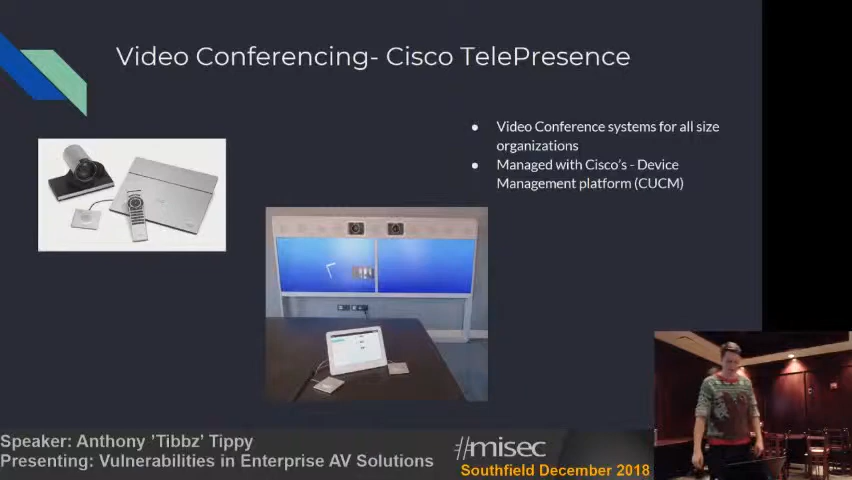 Video Conferencing- Cisco TelePresence
● Video Conference systems for all size
organizations
● Managed with Cisco's - Device
Management platform (CUCM)
Speaker: Anthony 'Tibbz' Tippy
Presenting: Vulnerabilities in Enterprise AV Solutions
#misec
Southfield December 2018